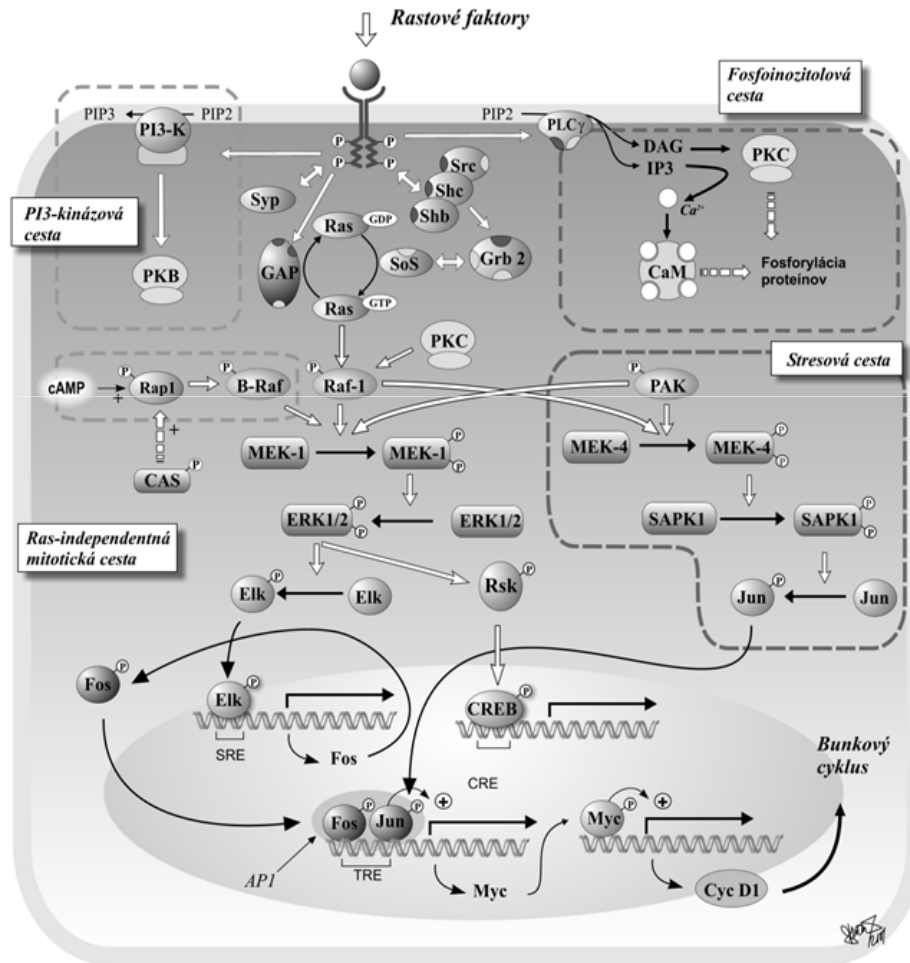 Rastové faktory
Fosfoinozitolová
cesta
PIP3
PIP2
PI3-K
PIP2
PLCγ
DAG
IP3
PKC
P
P
P
P
Src
Shc
Shb
Syp
Ca²⁺
PI3-kinázová
cesta
Ras
GDP
GAP
SoS
Grb 2
CaM
Fosforylácia
proteínov
PKB
Ras
GTP
PKC
Stresová cesta
cAMP
+
P
Rap1
P
B-Raf
P
Raf-1
P
PAK
+
CAS
P
MEK-1
MEK-1
P
P
MEK-4
MEK-4
P
P
ERK1/2
P
P
ERK1/2
SAPK1
SAPK1
P
P
Ras-independentná
mitotická cesta
Elk
P
Elk
Rsk
P
Jun
P
Jun
Fos
P
Elk
P
SRE
Fos
CREB
P
CRE
Bunkový
cyklus
Fos
P
Jun
P
+
Myc
P
+
AP1
TRE
Myc
Cyc D1